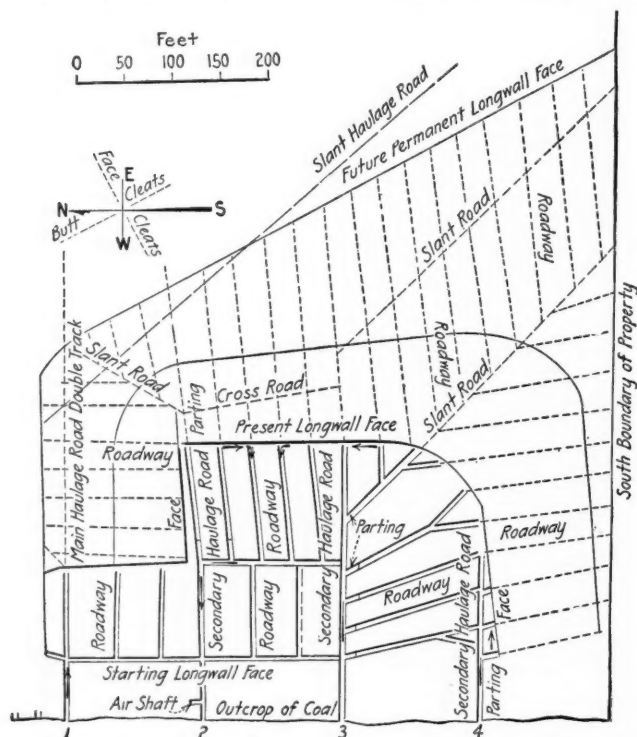 Feet
0 50 100 150 200
Slant Haulage Road
Future Permanent Longwall Face
Face
Cleats
E
N S
W
Butt
Cleats
Slant Road
Roadway
South Boundary of Property
Main Haulage Road Double Track
Slant Road
Parting
Cross Road
Roadway
Slant Road
Present Longwall Face
Roadway
Face
Haulage Road
Roadway
Haulage Road
Parting
Roadway
Roadway
Secondary
Roadway
Secondary
Roadway
Secondary Haulage Road
Face
Parting
Starting Longwall Face
Air Shaft
Outcrop of Coal
1 2 3 4